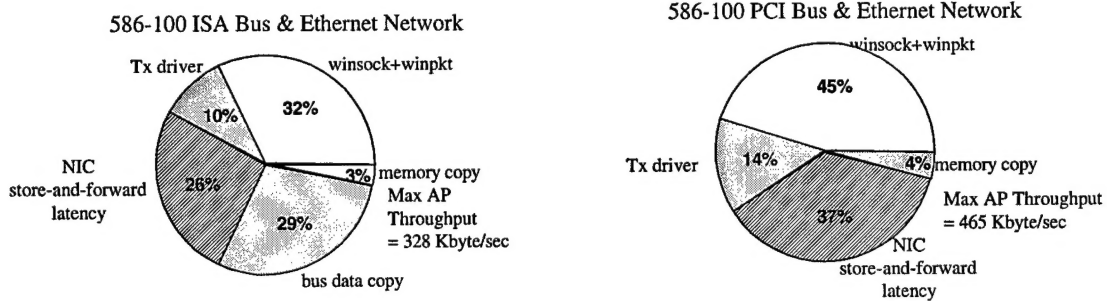 586-100 ISA Bus & Ethernet Network
Tx driver
winsock+winpkt
10%
32%
NIC
store-and-forward
latency
26%
3%
memory copy
29%
Max AP
Throughput
= 328 Kbyte/sec
bus data copy
586-100 PCI Bus & Ethernet Network
winsock+winpkt
45%
Tx driver
14%
4%
memory copy
37%
Max AP Throughput
= 465 Kbyte/sec
NIC
store-and-forward
latency